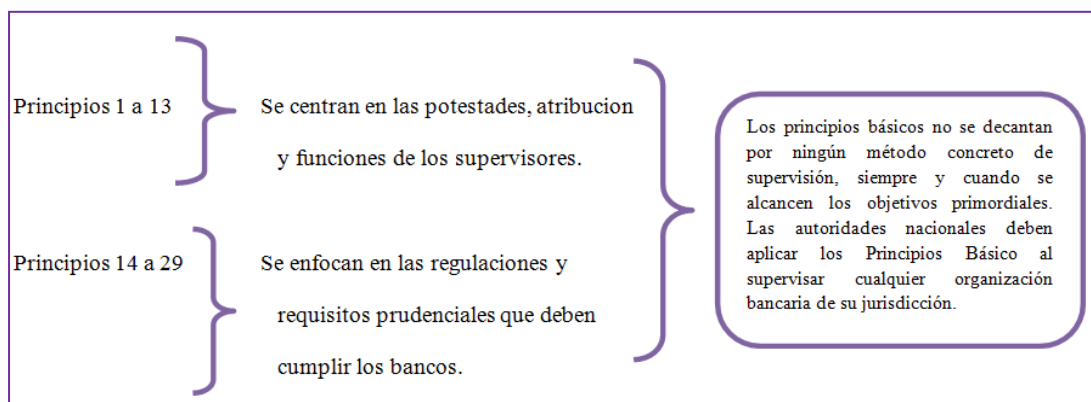 Principios 1 a 13
Se centran en las potestades, atribucion
y funciones de los supervisores.
Principios 14 a 29
Se enfocan en las regulaciones y
requisitos prudenciales que deben
cumplir los bancos.
Los principios básicos no se decantan
por ningún método concreto de
supervisión, siempre y cuando se
alcancen los objetivos primordiales.
Las autoridades nacionales deben
aplicar los Principios Básico al
supervisar cualquier organización
bancaria de su jurisdicción.